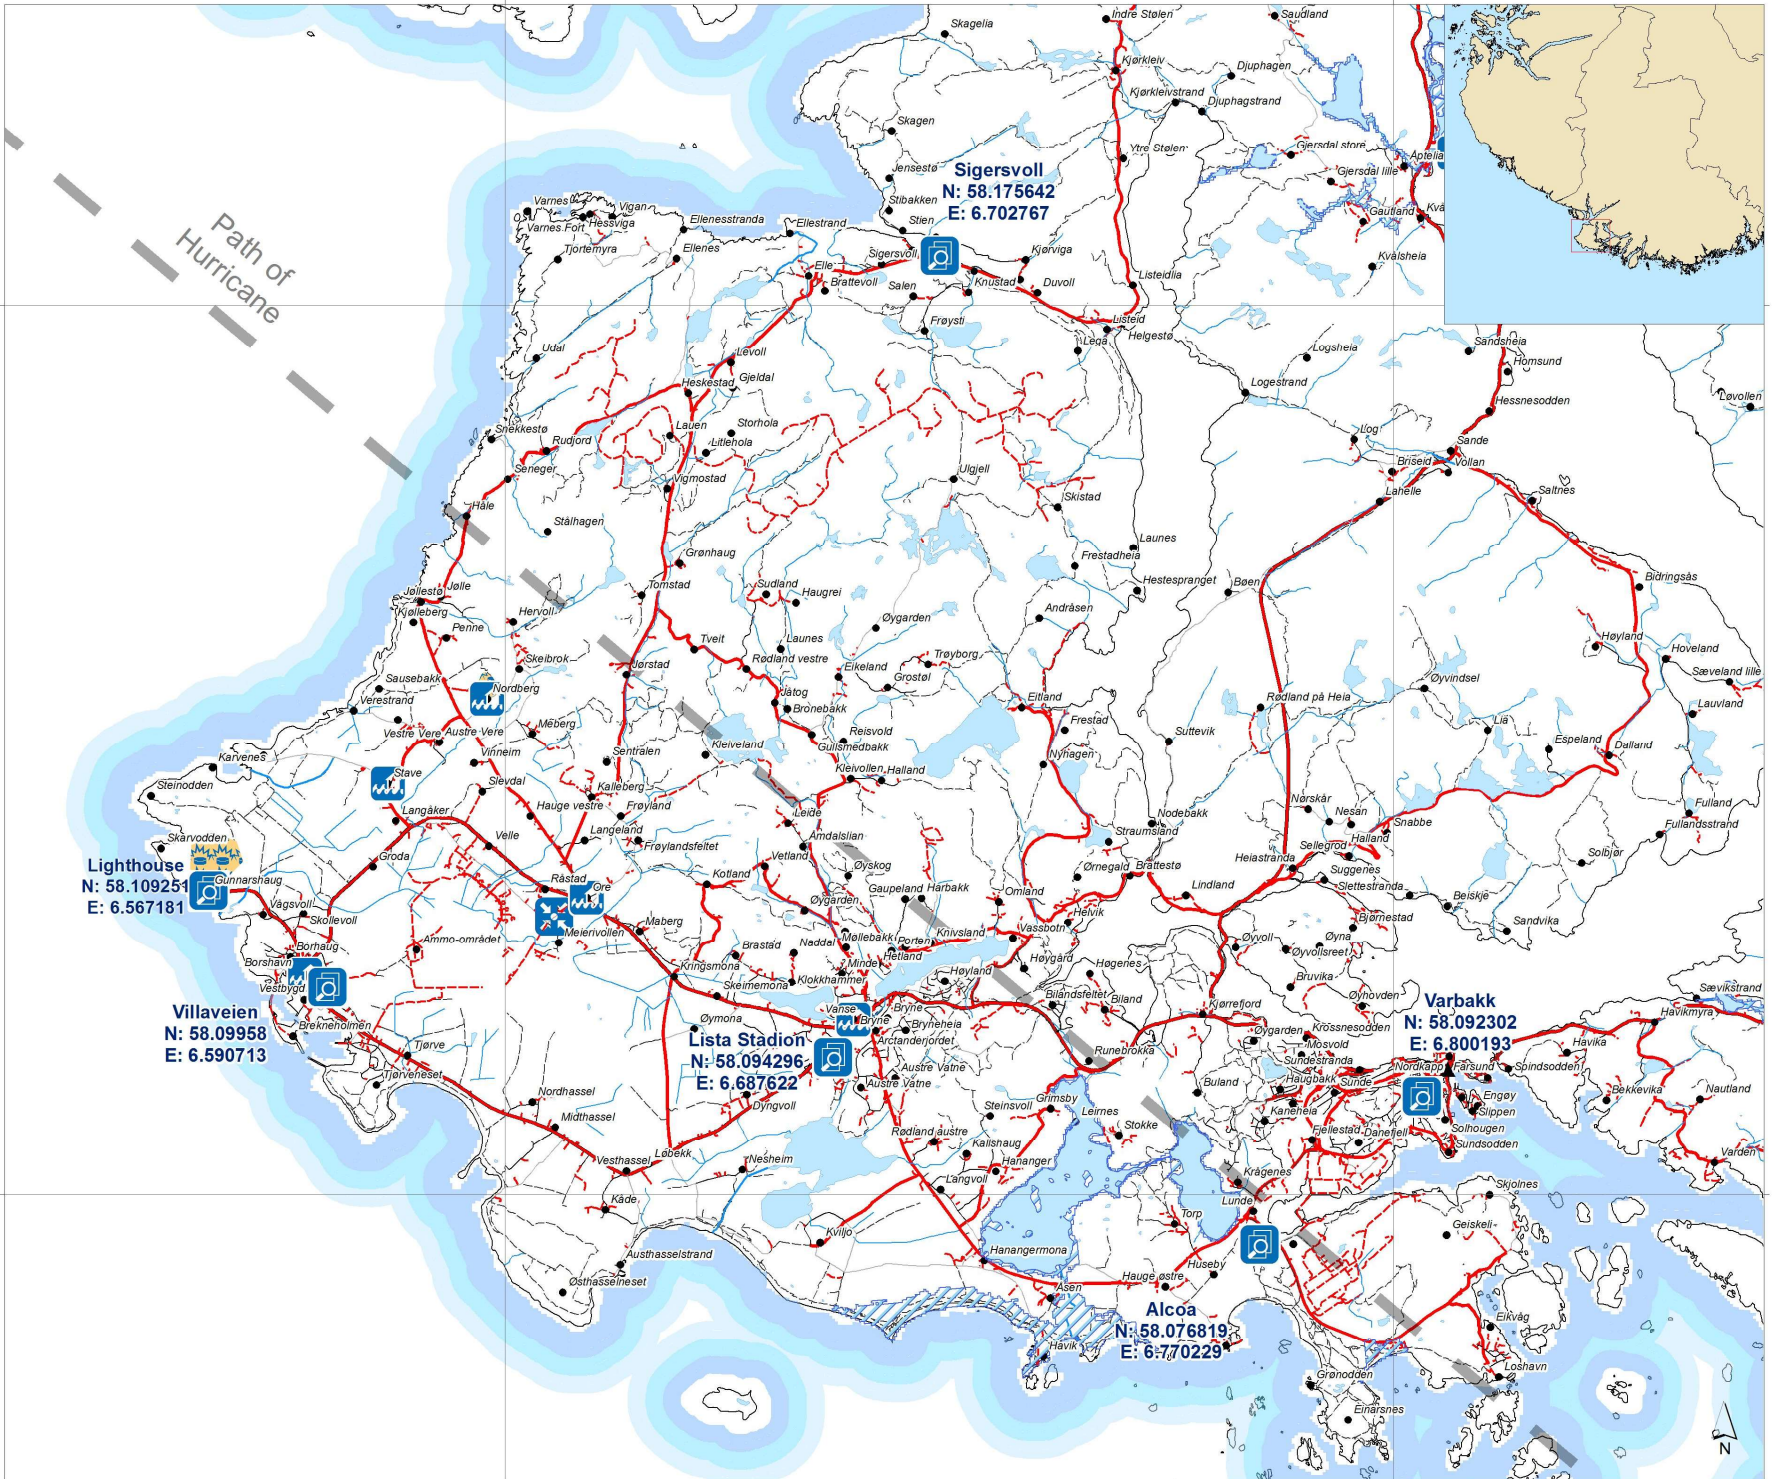 Skagelia
Indre Stølen
Saudland
Kjørkleiv
Djuphagen
Kjørkleivstrand
Djuphagstrand
Skagen
Ytre Stølen
Gjersdal store
Aptelia
Jensestø
Sigersvoll
N: 58.175642
E: 6.702767
Gjersdal lille
Stibakken
Gautland
Kvå
Varnes
Vigan
Hessviga
Varnes Fort
Ellenesstranda
Ellestrand
Stien
Path of
Hurricane
Tjørtemyra
Ellenes
Elle
Sigersvoll
Kjørviga
Kvalsheia
Brattevoll
Salen
Knustad
Duvoll
Listeidlia
Frøysti
Listeid
Helgestø
Lega
Logsheia
Sandsheia
Homsund
Udal
Levoll
Gjeldal
Heskestad
Logestrand
Hessnesodden
Løvollen
Snekkestø
Rudjord
Lauen
Storhola
Litlehola
Log
Sande
Briseid
Vollan
Seneger
Vigmostad
Ulgjell
Skistad
Lahelle
Saltnes
Håle
Stålhagen
Launes
Grønhaug
Frestadheia
Hestespranget
Bøen
Bidringsås
Jølle
Jøllestø
Tomstad
Sudland
Haugrei
Kjølleberg
Hervoll
Øygarden
Andråsen
Penne
Tveit
Launes
Høyland
Hoveland
Skeibrok
Jørstad
Rødland vestre
Eikeland
Trøyborg
Grostøl
Sæveland lille
Sausebakk
Nordberg
Jåtog
Bronebakk
Eitland
Rødland på Heia
Øyvindsel
Verestrand
Frestad
Lauvland
Vestre Vere
Austre Vere
Meberg
Reisvold
Gullsmedbakk
Suttevik
Lia
Espeland
Dalland
Vinneim
Sentralen
Kleiveland
Nyhagen
Karvenes
Stave
Kleivollen
Halland
Steinodden
Slevdal
Kalleberg
Hauge vestre
Frøyland
Leide
Nodebakk
Nørskår
Nesan
Snabbe
Fulland
Langåker
Velle
Langeland
Frøylandsfeltet
Amdalslian
Straumsland
Sellegrod
Halland
Fullandsstrand
Skarvodden
Groda
Vetland
Øyskog
Ørnegald
Brattestø
Heiastranda
Suggenes
Solbjør
Lighthouse
N: 58.109251
E: 6.567181
Gunnarshaug
Råstad
Ore
Kotland
Gaupeland
Harbakk
Omland
Lindland
Slettestranda
Beiskje
Vågsvoll
Skollevoll
Meierivollen
Maberg
Øygarden
Helvik
Bjørnestad
Sandvika
Borhaug
Ammo-området
Brastad
Naddal
Møllebakk
Porten
Knivsland
Vassbotn
Øyvoll
Øyna
Øyvollsreet
Borshavn
Kringsmona
Klokkhammer
Minde
Hetland
Høyland
Høygård
Høgenes
Bruvika
Vestbygd
Skeimemona
Øyhovden
Sævikstrand
Villaveien
N: 58.09958
E: 6.590713
Brekneholmen
Øymona
Vanse
Bryne
Bryne
Bryneheia
Bilandsfeltet
Biland
Kjørrefjord
Varbakk
N: 58.092302
E: 6.800193
Havikmyra
Lista Stadion
N: 58.094296
E: 6.687622
Arctanderjordet
Øygarden
Krossnesodden
Mosvold
Havika
Tjørve
Runebrokka
Sundestranda
Nordkapp
Farsund
Spindsodden
Tjørveneset
Austre Vatne
Austre Vatne
Buland
Haugbakk
Sunde
Engøy
Bekkevika
Nautland
Nordhassel
Dyngvoll
Steinsvoll
Grimsby
Leirnes
Kaneheia
Slippen
Midthassel
Rødland austre
Stokke
Fjellestad
Danefjell
Solhougen
Sundsodden
Vesthassel
Løbekk
Nesheim
Kalishaug
Hananger
Varden
Kåde
Langvoll
Krågenes
Lunde
Skjolnes
Kviljo
Torp
Geiskeli
Austhasselstrand
Hanangermona
Huseby
Østhasselneset
Hauge østre
Åsen
Alcoa
N: 58.076819
E: 6.770229
Eikvåg
Havik
Loshavn
Grønodden
Einarsnes
N